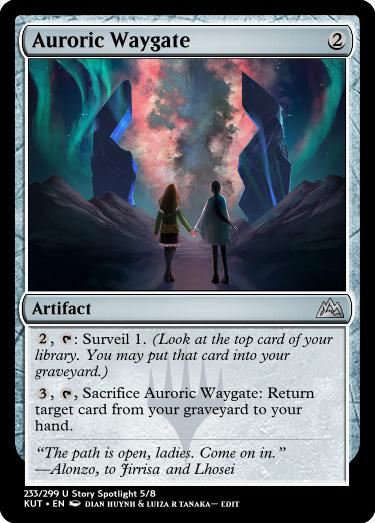 Auroric Waygate 2
Artifact
2, T: Surveil 1. (Look at the top card of your
library. You may put that card into your
graveyard.)
3, T, Sacrifice Auroric Waygate: Return
target card from your graveyard to your
hand.
“The path is open, ladies. Come on in.”
—Alonzo, to Jirrisa and Lhosei
233/299 U Story Spotlight 5/8
KUT • EN DIAN HUYNH & LUIZA R TANAKA— EDIT